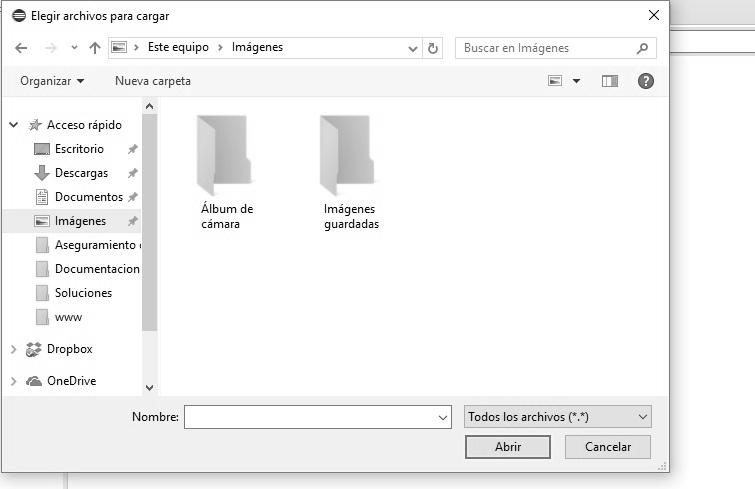 Elegir archivos para cargar
Este equipo
Imágenes
Buscar en Imágenes
Organizar
Nueva carpeta
Acceso rápido
Escritorio
Descargas
Documentos
Imágenes
Aseguramiento
Documentacion
Soluciones
www
Dropbox
OneDrive
Álbum de
cámara
Imágenes
guardadas
Nombre:
Todos los archivos (*.*)
Abrir
Cancelar